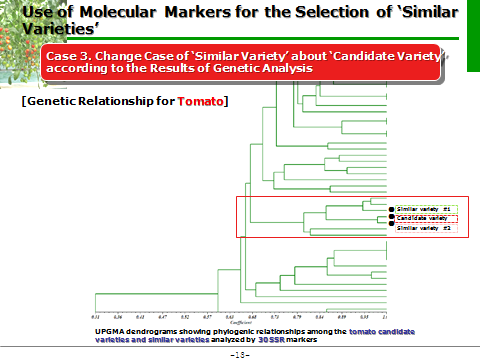 Use of Molecular Markers for the Selection of ‘Similar
Varieties’
Case 3. Change Case of ‘Similar Variety’ about ‘Candidate Variety’,
according to the Results of Genetic Analysis
[Genetic Relationship for Tomato]
Similar variety #1
Candidate variety
Similar variety #2
Coefficient
UPGMA dendrograms showing phylogenic relationships among the tomato candidate
varieties and similar varieties analyzed by 30 SSR markers
-18-